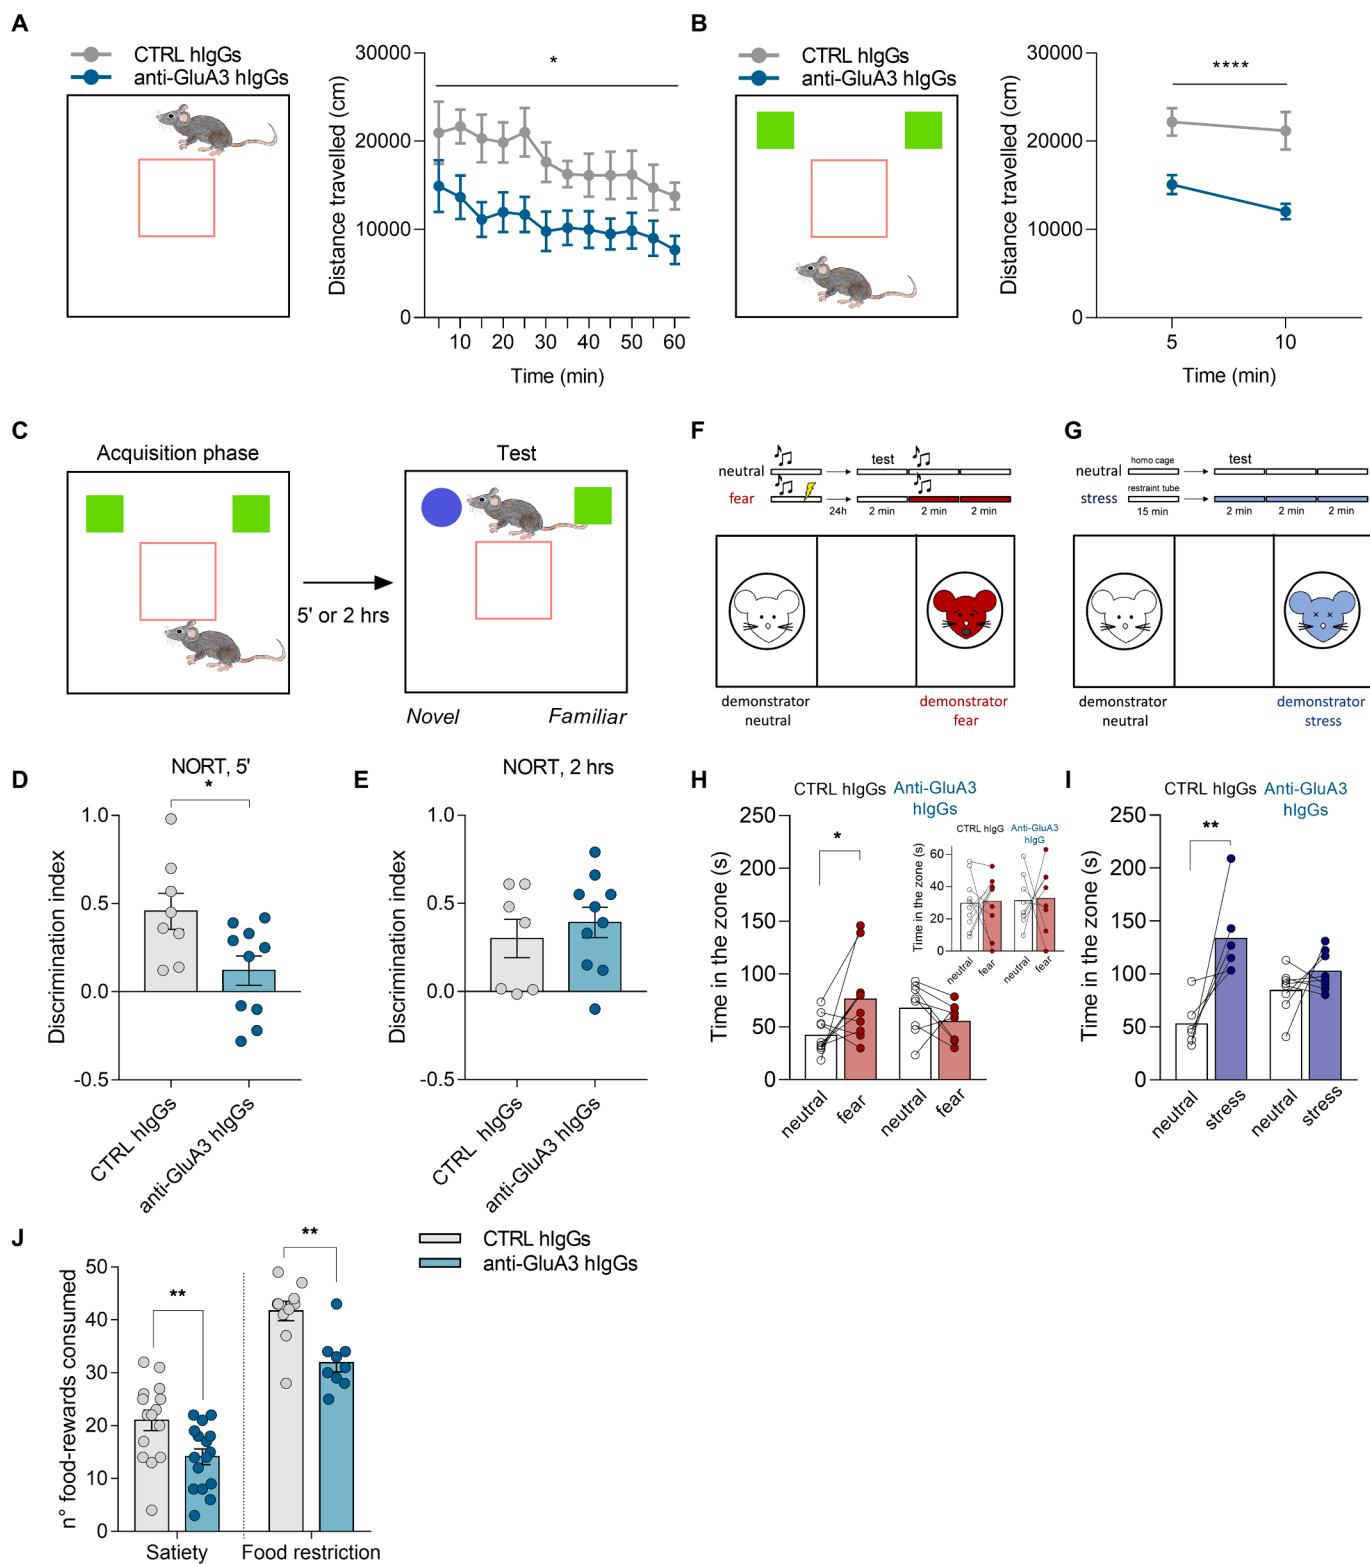 A
CTRL hIgGs
anti-GluA3 hIgGs
Distance travelled (cm)
30000
20000
10000
0
*
10 20 30 40 50 60
Time (min)
B
CTRL hIgGs
anti-GluA3 hIgGs
Distance travelled (cm)
30000
20000
10000
0
****
5 10
Time (min)
C
Acquisition phase
Test
5' or 2 hrs
Novel
Familiar
F
neutral
fear
test
24h
2 min 2 min 2 min
demonstrator
neutral
demonstrator
fear
G
neutral
stress
homo cage
restraint tube
15 min
test
2 min 2 min 2 min
demonstrator
neutral
demonstrator
stress
D
NORT, 5'
*
Discrimination index
1.0
0.5
0.0
-0.5
CTRL hIgGs
anti-GluA3 hIgGs
E
NORT, 2 hrs
Discrimination index
1.0
0.5
0.0
-0.5
CTRL hIgGs
anti-GluA3 hIgGs
H
CTRL hIgGs
Anti-GluA3
hIgGs
Time in the zone (s)
250
200
150
100
50
0
*
neutral
fear
neutral
fear
CTRL hIgG
Anti-GluA3
hIgG
Time in the zone (s)
60
40
20
0
neutral
fear
neutral
fear
I
CTRL hIgGs
Anti-GluA3
hIgGs
Time in the zone (s)
250
200
150
100
50
0
**
neutral
stress
neutral
stress
J
CTRL hIgGs
anti-GluA3 hIgGs
n° food-rewards consumed
50
40
30
20
10
0
**
**
Satiety
Food restriction